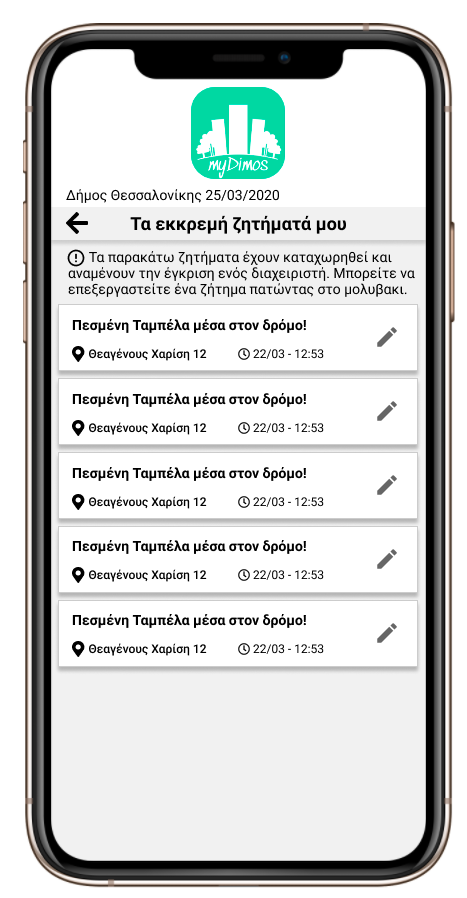 myDimos
Δήμος Θεσσαλονίκης 25/03/2020
Τα εκκρεμή ζητήματά μου
Τα παρακάτω ζητήματα έχουν καταχωρηθεί και
αναμένουν την έγκριση ενός διαχειριστή. Μπορείτε να
επεξεργαστείτε ένα ζήτημα πατώντας στο μολυβακι.
Πεσμένη Ταμπέλα μέσα στον δρόμο!
Θεαγένους Χαρίση 12 22/03 - 12:53
Πεσμένη Ταμπέλα μέσα στον δρόμο!
Θεαγένους Χαρίση 12 22/03 - 12:53
Πεσμένη Ταμπέλα μέσα στον δρόμο!
Θεαγένους Χαρίση 12 22/03 - 12:53
Πεσμένη Ταμπέλα μέσα στον δρόμο!
Θεαγένους Χαρίση 12 22/03 - 12:53
Πεσμένη Ταμπέλα μέσα στον δρόμο!
Θεαγένους Χαρίση 12 22/03 - 12:53